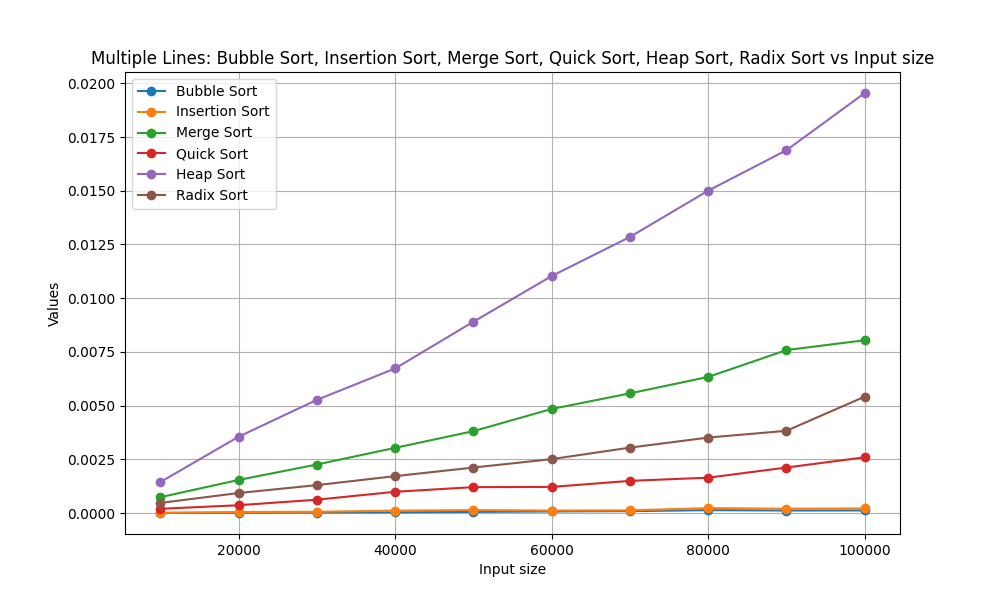 Multiple Lines: Bubble Sort, Insertion Sort, Merge Sort, Quick Sort, Heap Sort, Radix Sort vs Input size
Bubble Sort
Insertion Sort
Merge Sort
Quick Sort
Heap Sort
Radix Sort
Values
0.0200
0.0175
0.0150
0.0125
0.0100
0.0075
0.0050
0.0025
0.0000
20000 40000 60000 80000 100000
Input size